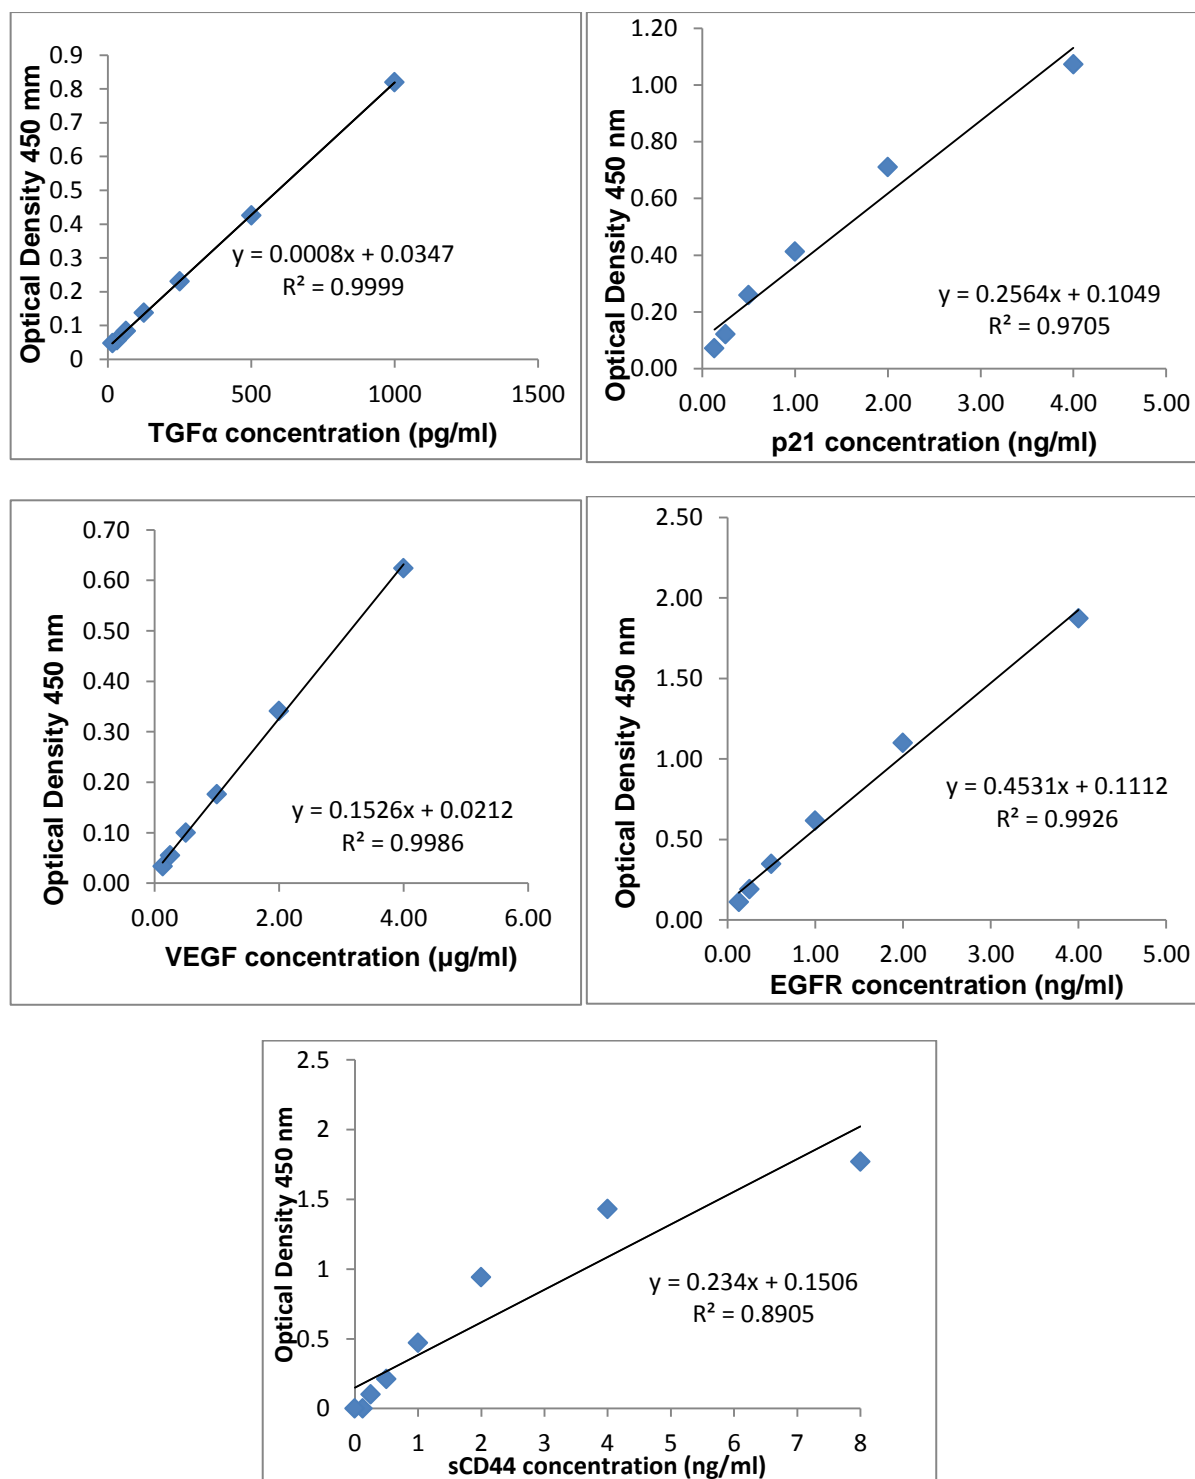 0.9
0.8
0.7
0.6
0.5
0.4
0.3
0.2
0.1
0
Optical Density 450 mm
y = 0.0008x + 0.0347
R² = 0.9999
0 500 1000 1500
TGFα concentration (pg/ml)
1.20
1.00
0.80
0.60
0.40
0.20
0.00
Optical Density 450 nm
y = 0.2564x + 0.1049
R² = 0.9705
0.00 1.00 2.00 3.00 4.00 5.00
p21 concentration (ng/ml)
0.70
0.60
0.50
0.40
0.30
0.20
0.10
0.00
Optical Density 450 nm
y = 0.1526x + 0.0212
R² = 0.9986
0.00 2.00 4.00 6.00
VEGF concentration (µg/ml)
2.50
2.00
1.50
1.00
0.50
0.00
Optical Density 450 nm
y = 0.4531x + 0.1112
R² = 0.9926
0.00 1.00 2.00 3.00 4.00 5.00
EGFR concentration (ng/ml)
2.5
2
1.5
1
0.5
0
Optical Density 450 nm
y = 0.234x + 0.1506
R² = 0.8905
0 1 2 3 4 5 6 7 8
sCD44 concentration (ng/ml)